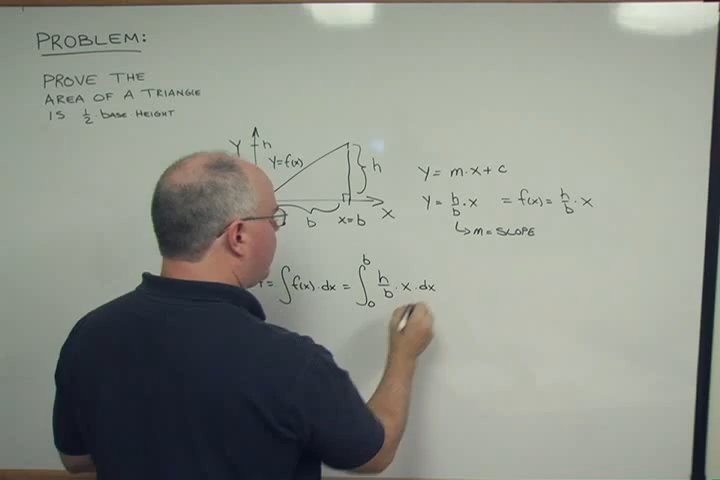 PROBLEM:
PROVE THE
AREA OF A TRIANGLE
IS ½ BASE HEIGHT
Y
h
Y=f(x)
h
b
x=b
X
Y= m·x+c
Y= h/b·x = f(x)= h/b·x
↳ m=SLOPE
= ∫f(x)·dx = ∫₀ᵇ h/b·x·dx